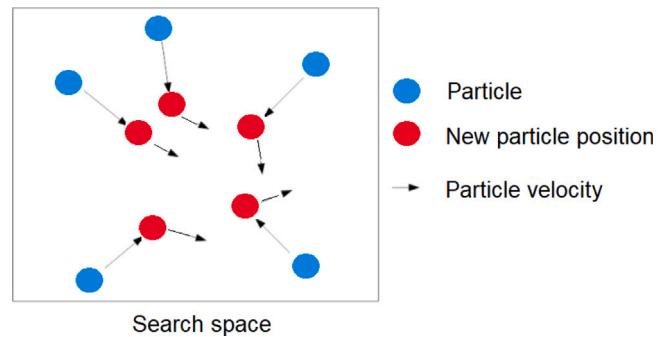 Particle
New particle position
Particle velocity
Search space